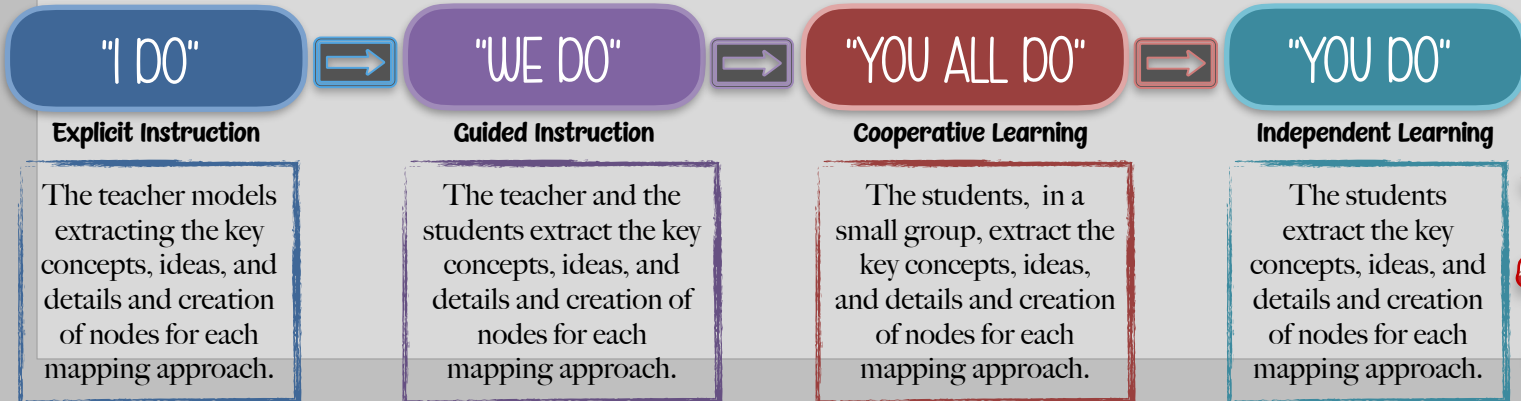 "I DO"
"WE DO"
"YOU ALL DO"
"YOU DO"
Explicit Instruction
Guided Instruction
Cooperative Learning
Independent Learning
The teacher models
extracting the key
concepts, ideas, and
details and creation
of nodes for each
mapping approach.
The teacher and the
students extract the key
concepts, ideas, and
details and creation of
nodes for each
mapping approach.
The students, in a
small group, extract the
key concepts, ideas,
and details and creation
of nodes for each
mapping approach.
The students
extract the key
concepts, ideas, and
details and creation
of nodes for each
mapping approach.